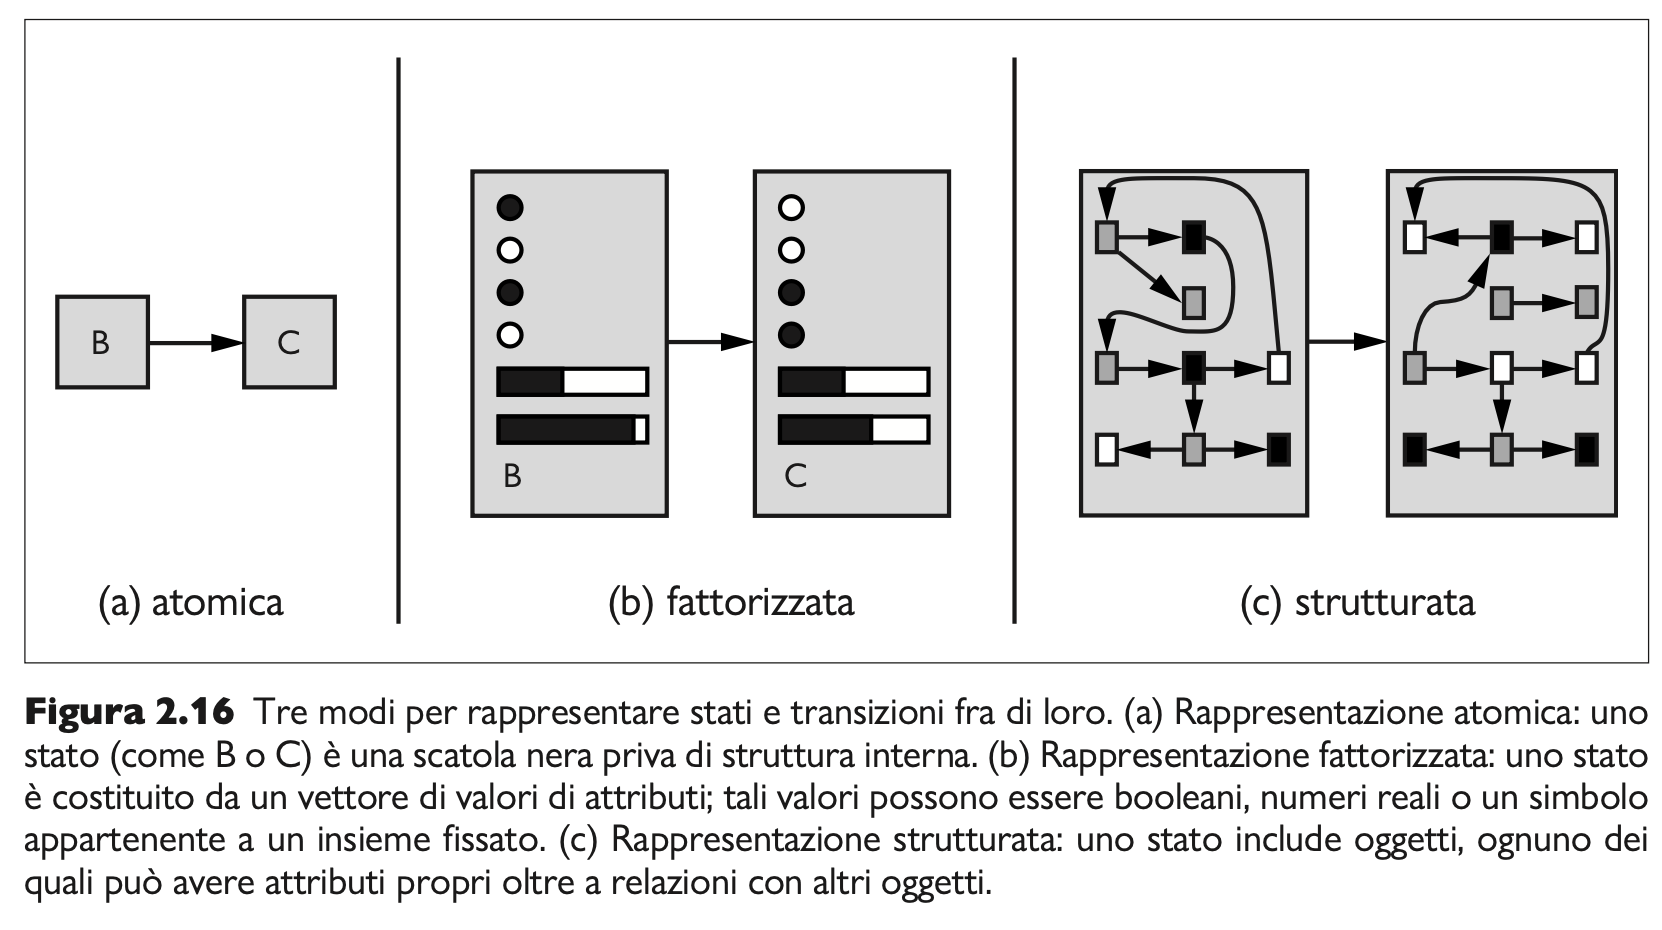 B
C
B
C
(a) atomica
(b) fattorizzata
(c) strutturata
Figura 2.16 Tre modi per rappresentare stati e transizioni fra di loro. (a) Rappresentazione atomica: uno
stato (come B o C) è una scatola nera priva di struttura interna. (b) Rappresentazione fattorizzata: uno stato
è costituito da un vettore di valori di attributi; tali valori possono essere booleani, numeri reali o un simbolo
appartenente a un insieme fissato. (c) Rappresentazione strutturata: uno stato include oggetti, ognuno dei
quali può avere attributi propri oltre a relazioni con altri oggetti.